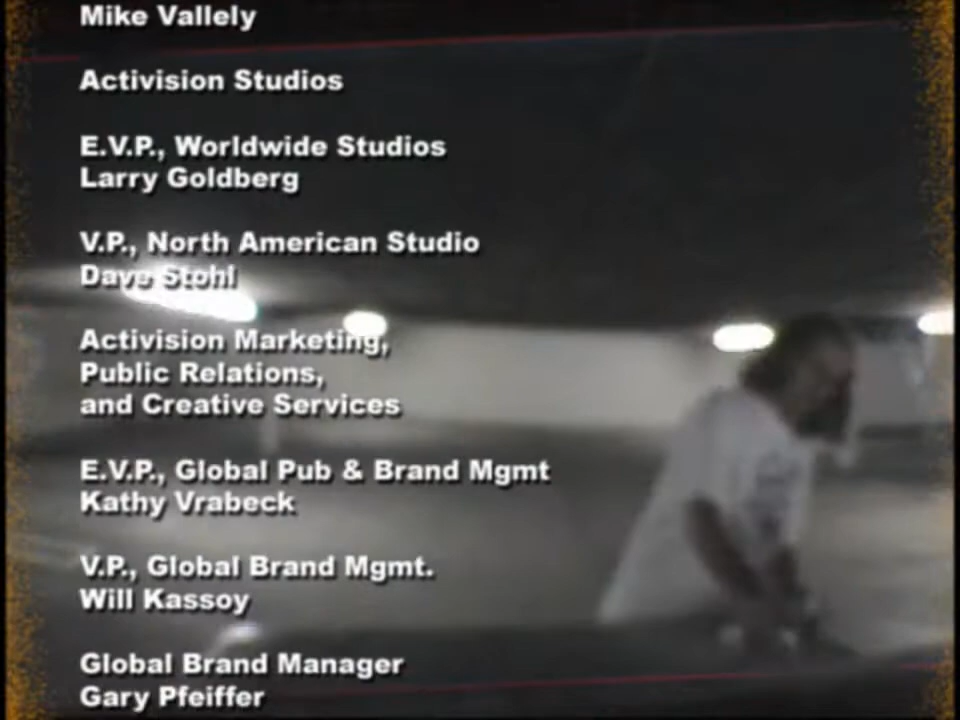 Mike Vallely
Activision Studios
E.V.P., Worldwide Studios
Larry Goldberg
V.P., North American Studio
Dave Stohl
Activision Marketing,
Public Relations,
and Creative Services
E.V.P., Global Pub & Brand Mgmt
Kathy Vrabeck
V.P., Global Brand Mgmt.
Will Kassoy
Global Brand Manager
Gary Pfeiffer